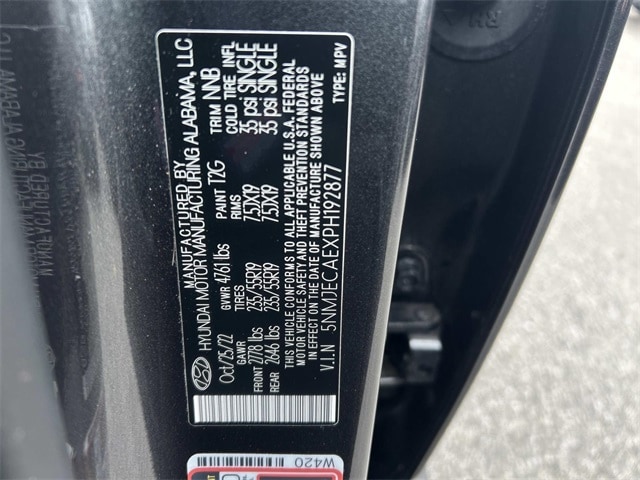 MANUFACTURED BY
HYUNDAI MOTOR MANUFACTURING ALABAMA, LLC
Oct/25/22 GVWR 4761 lbs PAINT T2G TRIM NNB
GAWR TIRES RIMS COLD TIRE INFL
FRONT 2778 lbs 235/55R19 7.5JX19 35 psi SINGLE
REAR 2646 lbs 235/55R19 7.5JX19 35 psi SINGLE
THIS VEHICLE CONFORMS TO ALL APPLICABLE U.S.A. FEDERAL
MOTOR VEHICLE SAFETY AND THEFT PREVENTION STANDARDS
IN EFFECT ON THE DATE OF MANUFACTURE SHOWN ABOVE
V.I.N 5NMJECAEXPH192877 TYPE: MPV
W420
RH